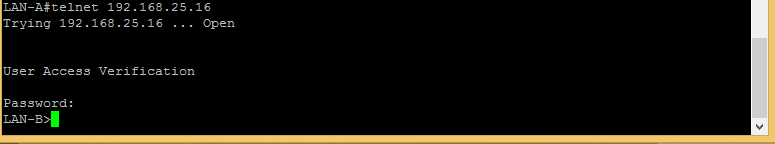 LAN-A#telnet 192.168.25.16
Trying 192.168.25.16 ... Open
User Access Verification
Password:
LAN-B>